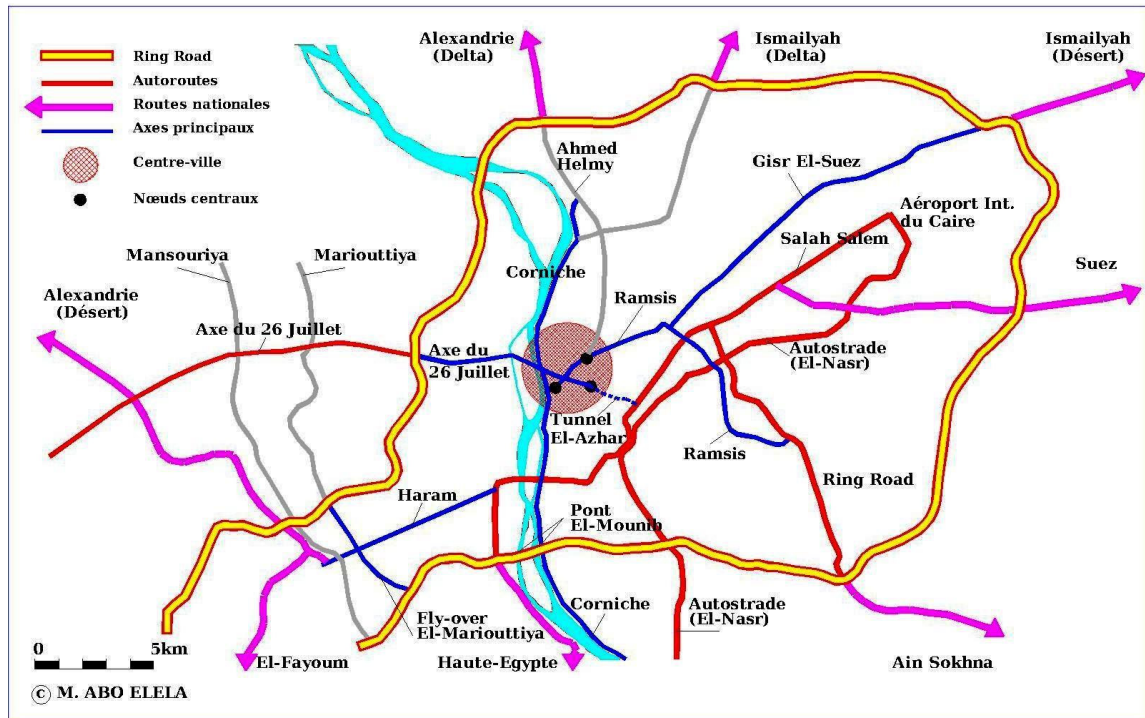 Ring Road
Autoroutes
Routes nationales
Axes principaux
Centre-ville
Nœuds centraux
Alexandrie
(Delta)
Ismailyah
(Delta)
Ismailyah
(Désert)
Ahmed
Helmy
Gisr El-Suez
Aéroport Int.
du Caire
Salah Salem
Mansouriya
Mariouttiya
Corniche
Suez
Alexandrie
(Désert)
Ramsis
Axe du 26 Juillet
Axe du
26 Juillet
Autostrade
(El-Nasr)
Tunnel
El-Azhar
Ramsis
Ring Road
Haram
Pont
El-Mounib
Fly-over
El-Mariouttiya
Corniche
Autostrade
(El-Nasr)
0 5km
El-Fayoum
Haute-Egypte
Ain Sokhna
© M. ABO ELELA